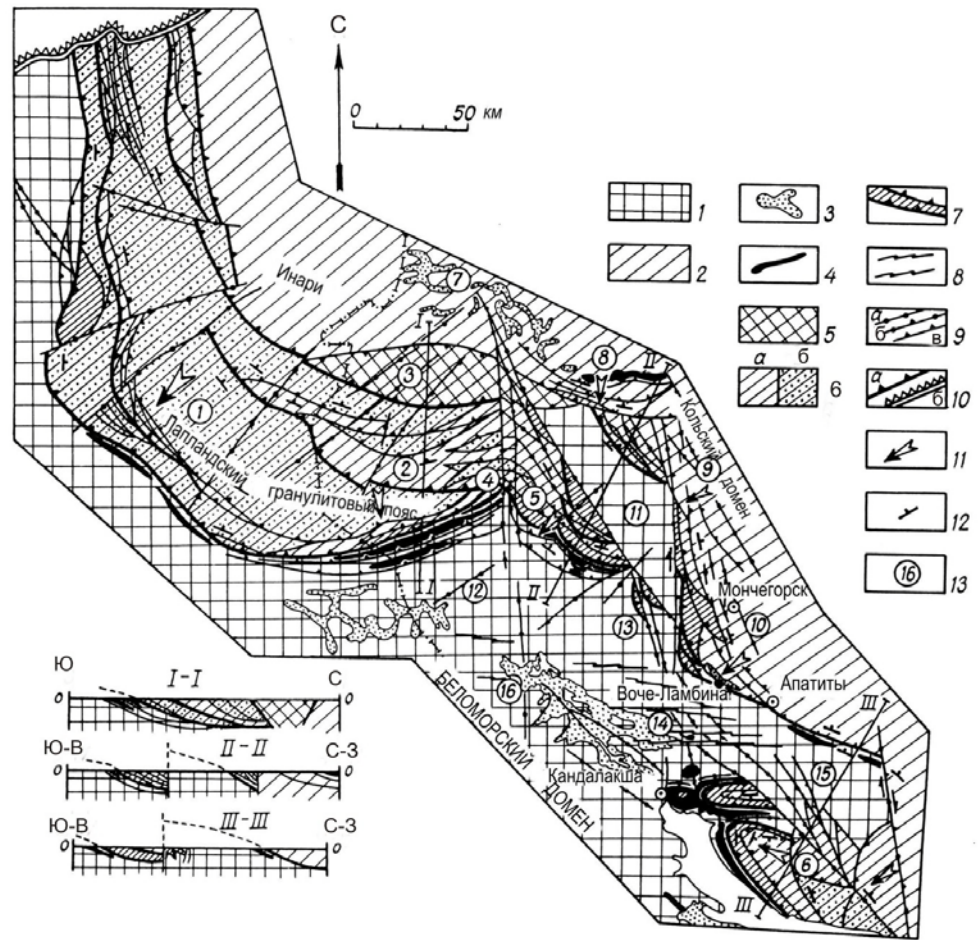 С
0 50 км
1
2
3
4
5
а б
6
7
8
а
б в
9
а
б
10
11
12
16 13
Инари
I
7
I
3
8
II
Кольский домен
9
1
Лапландский
гранулитовый пояс
2
4
5
11
I I
12
II
13
Мончегорск
10
16
Воче-Ламбина
Апатиты
III
14
15
Кандалакша
6
III
БЕЛОМОРСКИЙ
ДОМЕН
Ю I-I С
0 0
Ю-В II-II С-З
0 0
Ю-В III-III С-З
0 0